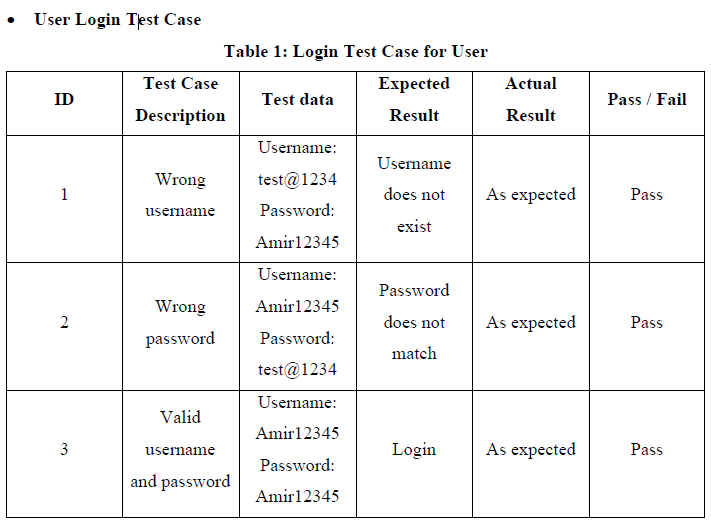 • User Login Test Case
Table 1: Login Test Case for User
ID
Test Case
Description
Test data
Expected
Result
Actual
Result
Pass / Fail
1
Wrong
username
Username:
test@1234
Password:
Amir12345
Username
does not
exist
As expected
Pass
2
Wrong
password
Username:
Amir12345
Password:
test@1234
Password
does not
match
As expected
Pass
3
Valid
username
and password
Username:
Amir12345
Password:
Amir12345
Login
As expected
Pass